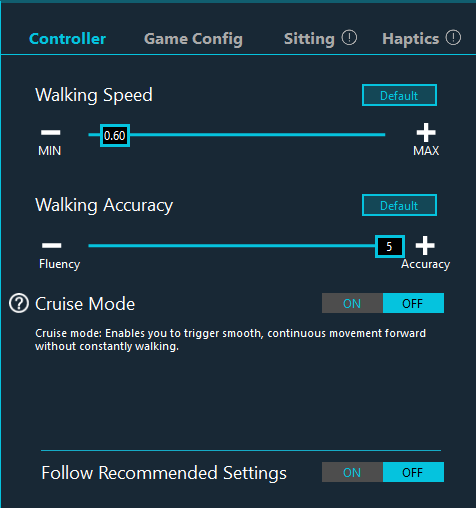 Controller Game Config Sitting Haptics
Walking Speed Default
0.60
MIN MAX
Walking Accuracy Default
5
Fluency Accuracy
Cruise Mode ON OFF
Cruise mode: Enables you to trigger smooth, continuous movement forward
without constantly walking.
Follow Recommended Settings ON OFF